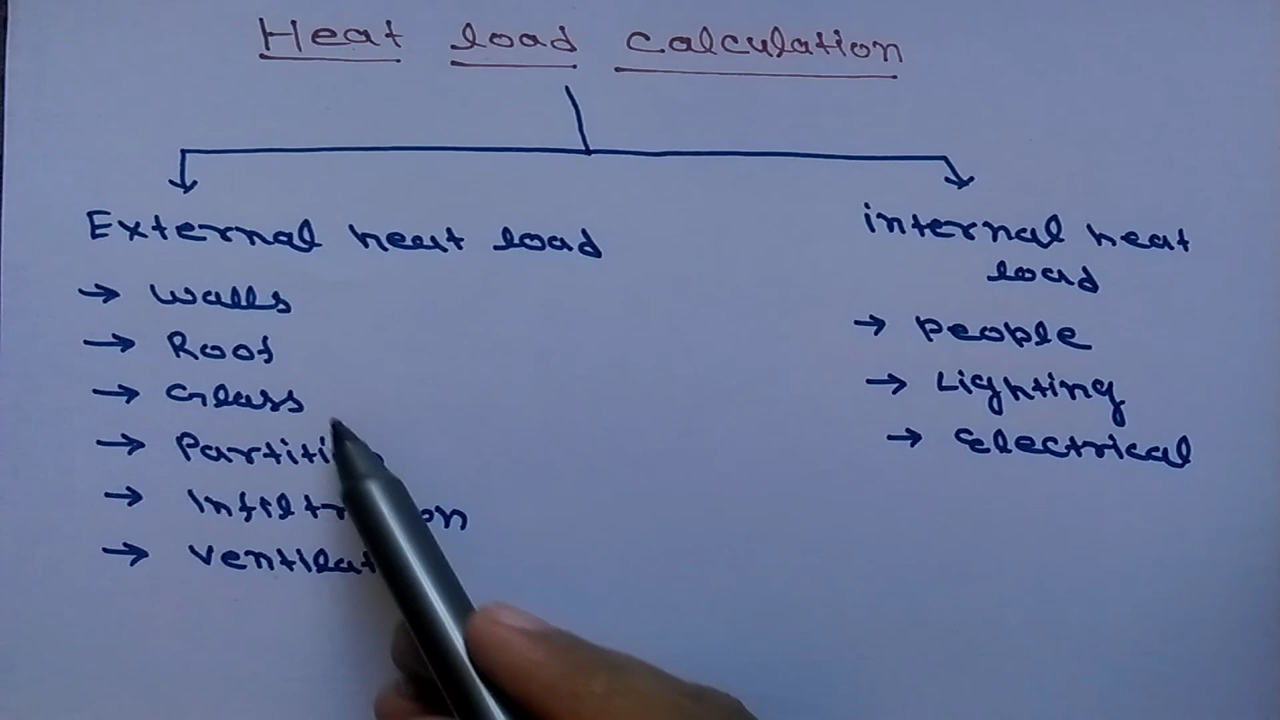 Heat load calculation
External heat load
→ Walls
→ Roof
→ Glass
→ Partiti
→ Infiltr on
→ Ventilat
internal heat
load
→ People
→ Lighting
→ Electrical